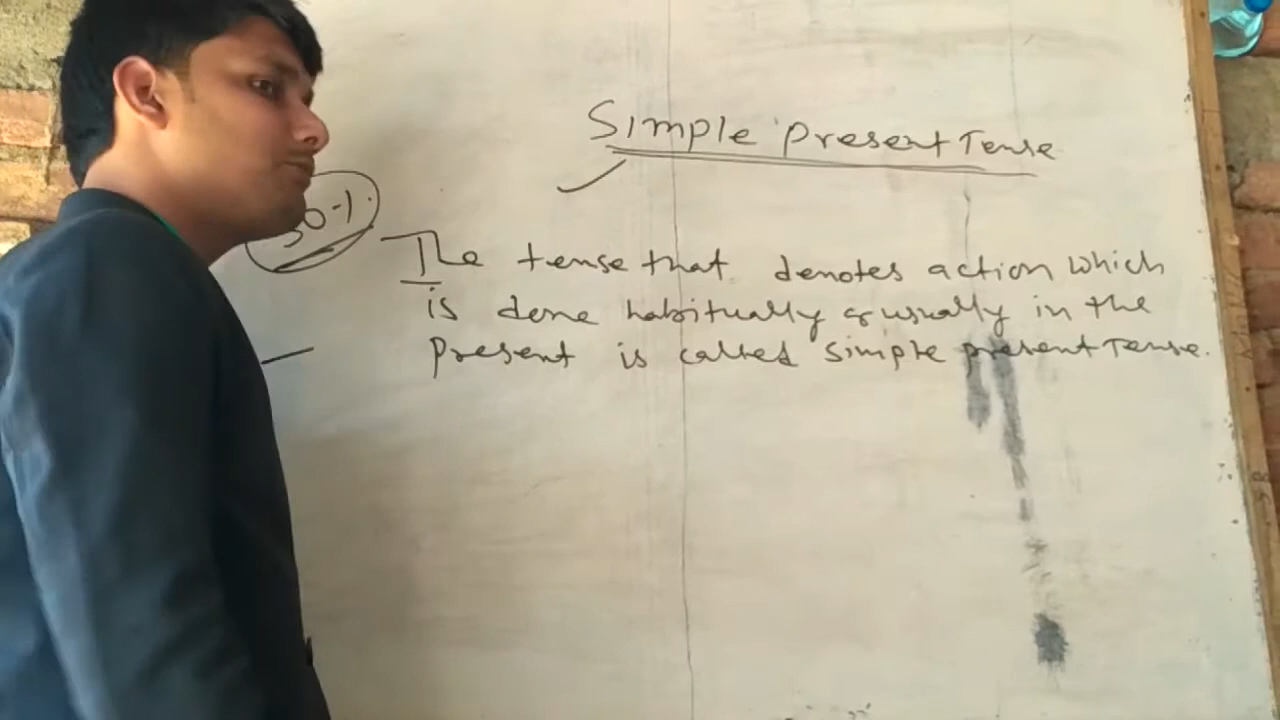 Simple present Tense
The tense that denotes action which
is done habitually or usually in the
Present is called simple present Tense.